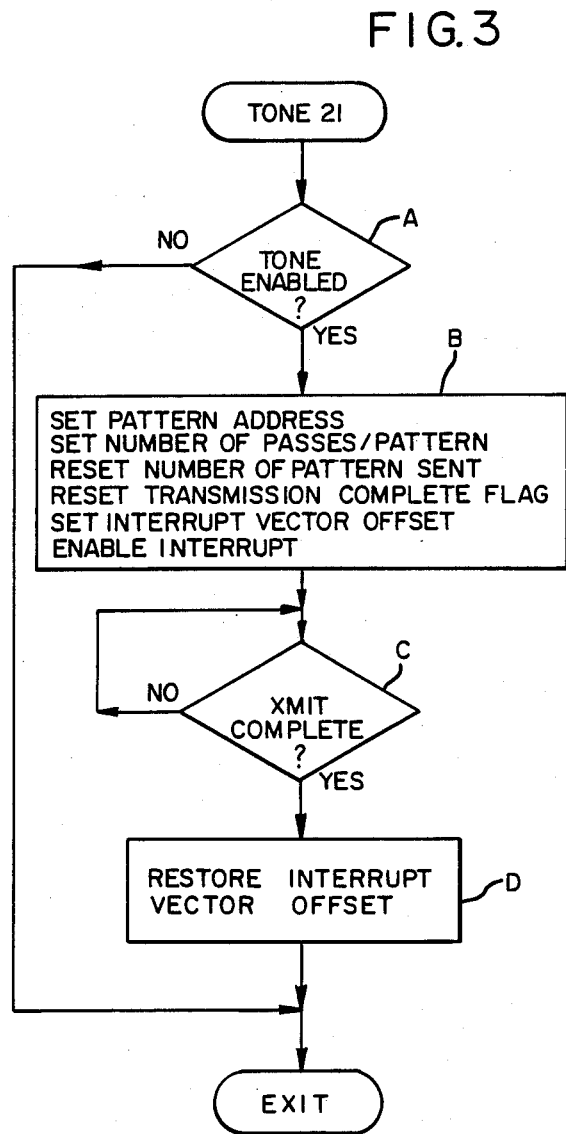 FIG.3
TONE 21
A
NO
TONE
ENABLED
?
YES
B
SET PATTERN ADDRESS
SET NUMBER OF PASSES/PATTERN
RESET NUMBER OF PATTERN SENT
RESET TRANSMISSION COMPLETE FLAG
SET INTERRUPT VECTOR OFFSET
ENABLE INTERRUPT
C
NO
XMIT
COMPLETE
?
YES
RESTORE INTERRUPT
VECTOR OFFSET
D
EXIT